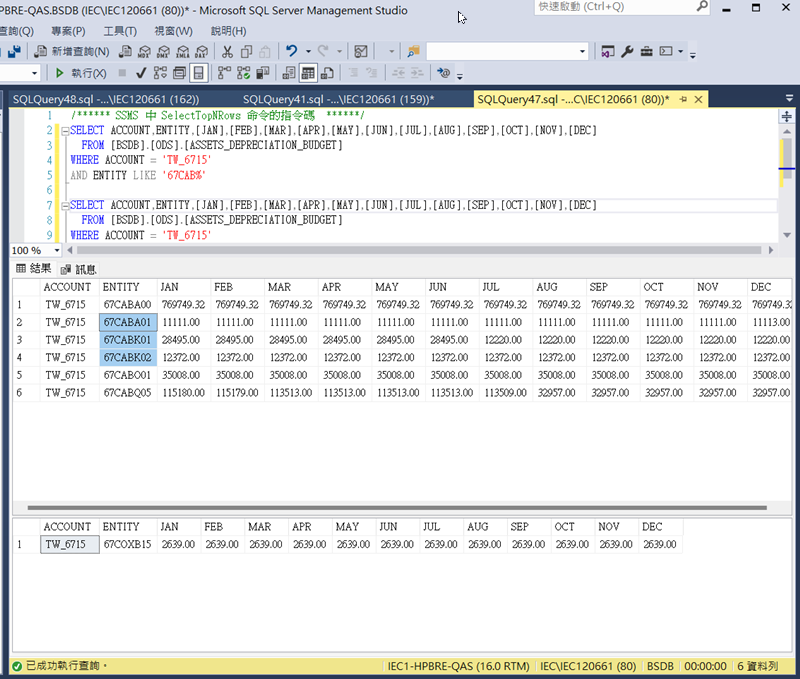 PBRE-QAS.BSDB (IEC\IEC120661 (80))* - Microsoft SQL Server Management Studio
快速啟動 (Ctrl+Q)
查詢(Q) 專案(P) 工具(T) 視窗(W) 說明(H)
新增查詢(N)
執行(X)
SQLQuery48.sql -...\IEC120661 (162)) SQLQuery41.sql -...\IEC120661 (159))* SQLQuery47.sql -...C\IEC120661 (80))*
1 /****** SSMS 中 SelectTopNRows 命令的指令碼 ******/
2 SELECT ACCOUNT,ENTITY,[JAN],[FEB],[MAR],[APR],[MAY],[JUN],[JUL],[AUG],[SEP],[OCT],[NOV],[DEC]
3 FROM [BSDB].[ODS].[ASSETS_DEPRECIATION_BUDGET]
4 WHERE ACCOUNT = 'TW_6715'
5 AND ENTITY LIKE '67CAB%'
6
7 SELECT ACCOUNT,ENTITY,[JAN],[FEB],[MAR],[APR],[MAY],[JUN],[JUL],[AUG],[SEP],[OCT],[NOV],[DEC]
8 FROM [BSDB].[ODS].[ASSETS_DEPRECIATION_BUDGET]
9 WHERE ACCOUNT = 'TW_6715'
100 %
結果 訊息
ACCOUNT ENTITY JAN FEB MAR APR MAY JUN JUL AUG SEP OCT NOV DEC
1 TW_6715 67CABA00 769749.32 769749.32 769749.32 769749.32 769749.32 769749.32 769749.32 769749.32 769749.32 769749.32 769749.32 769749.32
2 TW_6715 67CABA01 11111.00 11111.00 11111.00 11111.00 11111.00 11111.00 11111.00 11111.00 11111.00 11111.00 11111.00 11113.00
3 TW_6715 67CABK01 28495.00 28495.00 28495.00 28495.00 28495.00 28495.00 12220.00 12220.00 12220.00 12220.00 12220.00 12220.00
4 TW_6715 67CABK02 12372.00 12372.00 12372.00 12372.00 12372.00 12372.00 12372.00 12372.00 12372.00 12372.00 12372.00 12372.00
5 TW_6715 67CABO01 35008.00 35008.00 35008.00 35008.00 35008.00 35008.00 35008.00 35008.00 35008.00 35008.00 35008.00 35008.00
6 TW_6715 67CABQ05 115180.00 115179.00 113513.00 113513.00 113513.00 113513.00 113509.00 32957.00 32957.00 32957.00 32957.00 32957.00
ACCOUNT ENTITY JAN FEB MAR APR MAY JUN JUL AUG SEP OCT NOV DEC
1 TW_6715 67COXB15 2639.00 2639.00 2639.00 2639.00 2639.00 2639.00 2639.00 2639.00 2639.00 2639.00 2639.00 2639.00
已成功執行查詢。 IEC1-HPBRE-QAS (16.0 RTM) IEC\IEC120661 (80) BSDB 00:00:00 6 資料列